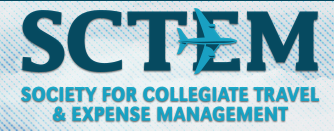 SCTEM
SOCIETY FOR COLLEGIATE TRAVEL
& EXPENSE MANAGEMENT